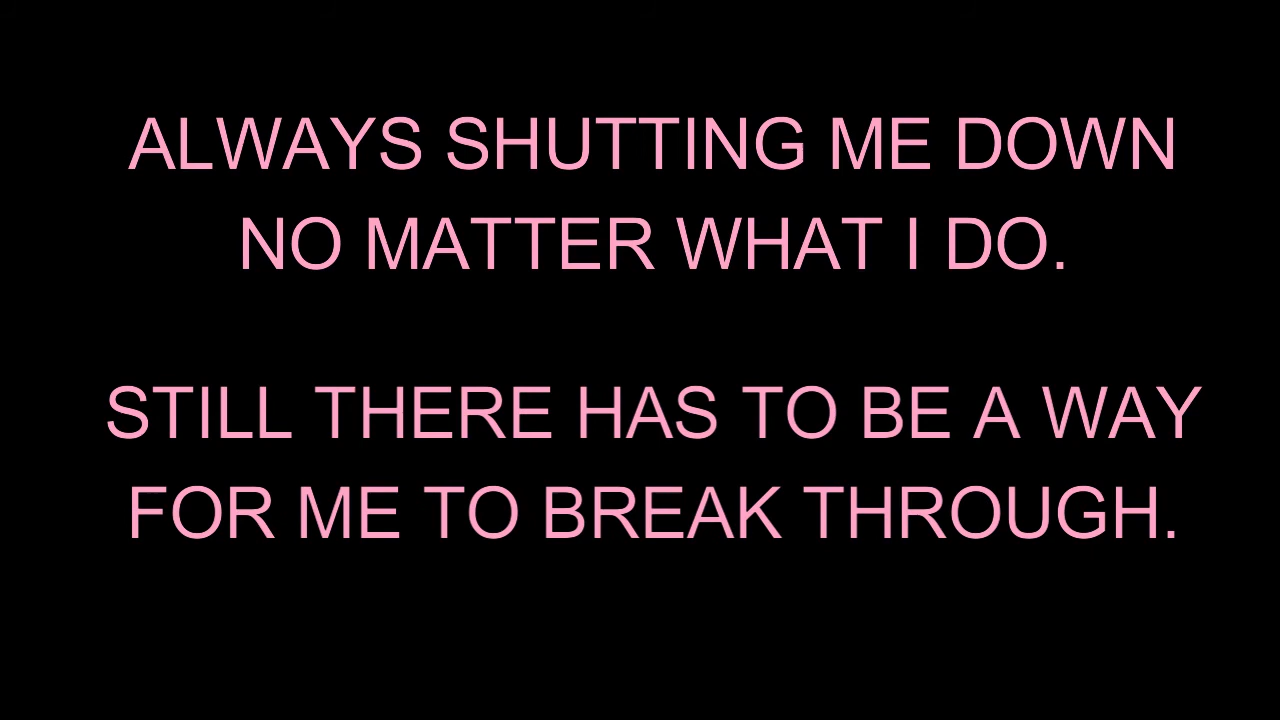 ALWAYS SHUTTING ME DOWN
NO MATTER WHAT I DO.
STILL THERE HAS TO BE A WAY
FOR ME TO BREAK THROUGH.